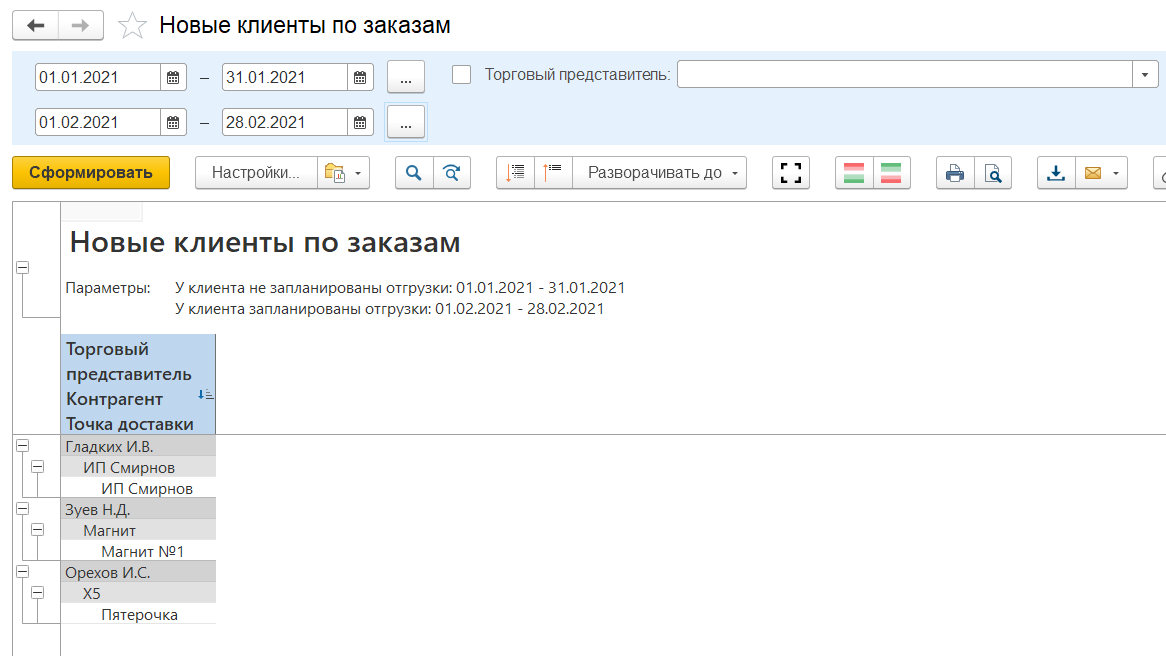 Новые клиенты по заказам
01.01.2021 – 31.01.2021 ... Торговый представитель:
01.02.2021 – 28.02.2021 ...
Сформировать Настройки... Разворачивать до
Новые клиенты по заказам
Параметры: У клиента не запланированы отгрузки: 01.01.2021 - 31.01.2021
У клиента запланированы отгрузки: 01.02.2021 - 28.02.2021
Торговый
представитель
Контрагент
Точка доставки
Гладких И.В.
ИП Смирнов
ИП Смирнов
Зуев Н.Д.
Магнит
Магнит №1
Орехов И.С.
X5
Пятерочка